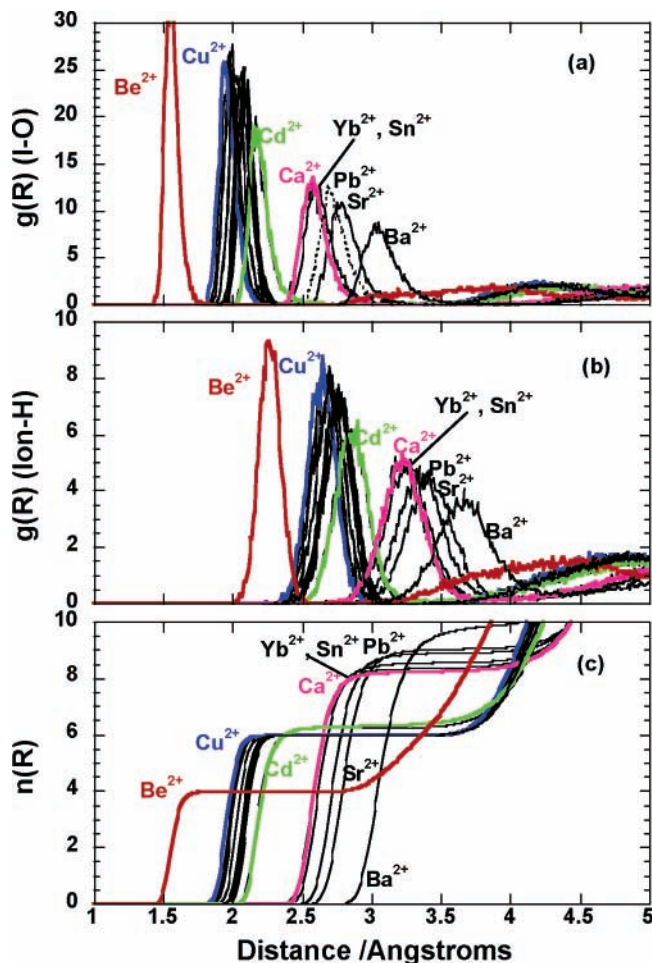 30
25
20
15
10
5
0
g(R) (I-O)
(a)
Be2+
Cu2+
Cd2+
Yb2+, Sn2+
Ca2+
Pb2+
Sr2+
Ba2+
10
8
6
4
2
0
g(R) (Ion-H)
(b)
Be2+
Cu2+
Yb2+, Sn2+
Cd2+
Ca2+
Pb2+
Sr2+
Ba2+
10
8
6
4
2
0
n(R)
(c)
Yb2+, Sn2+ Pb2+
Ca2+
Cu2+
Cd2+
Sr2+
Be2+
Ba2+
1 1.5 2 2.5 3 3.5 4 4.5 5
Distance /Angstroms